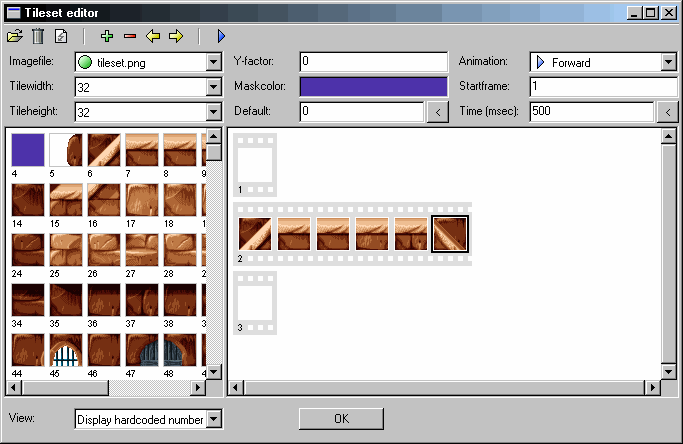 Tileset editor
Imagefile: tileset.png Y-factor: 0 Animation: Forward
Tilewidth: 32 Maskcolor: Startframe: 1
Tileheight: 32 Default: 0 < Time (msec): 500 <
4 5 6 7 8 9
14 15 16 17 18 1
24 25 26 27 28 2
34 35 36 37 38 3
44 45 46 47 48 4
1
2
3
View: Display hardcoded number OK